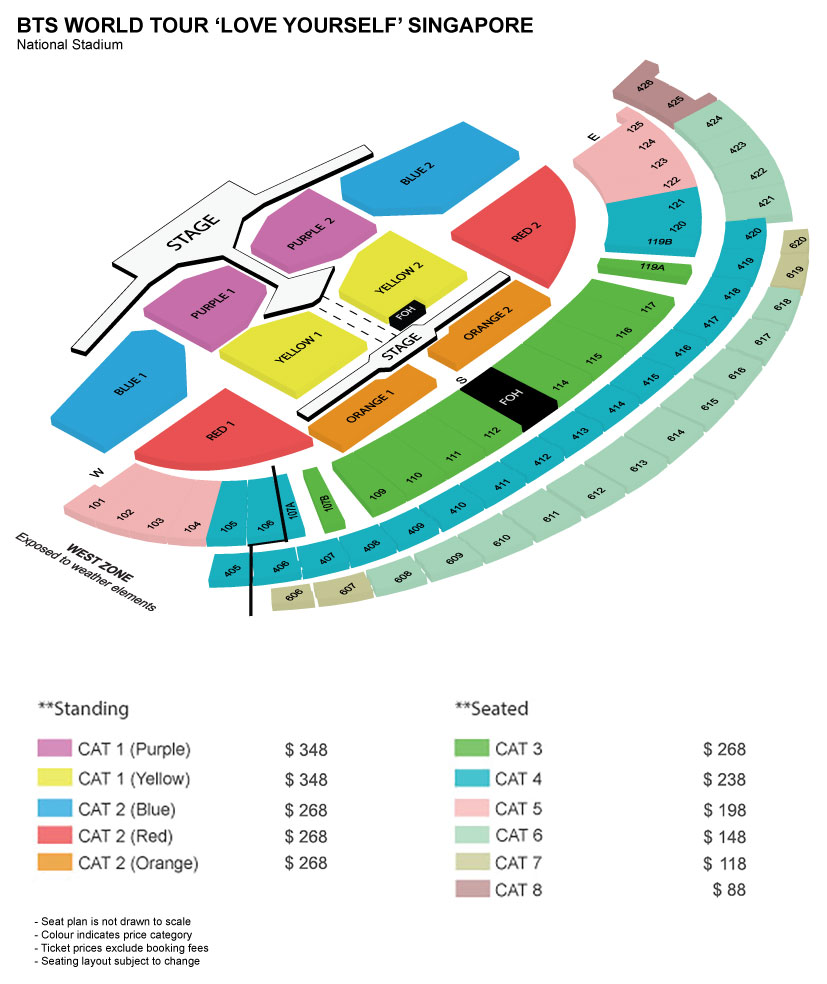 BTS WORLD TOUR ‘LOVE YOURSELF’ SINGAPORE
National Stadium
426
425
424
423
422
421
E
125
124
123
122
121
120
119B
119A
BLUE 2
STAGE
PURPLE 2
RED 2
YELLOW 2
PURPLE 1
FOH
ORANGE 2
STAGE
YELLOW 1
BLUE 1
RED 1
ORANGE 1
S
FOH
W
101
102
103
104
105
106
107A
107B
109
110
111
112
114
115
116
117
405
406
407
408
409
410
411
412
413
414
415
416
417
418
419
420
606
607
608
609
610
611
612
613
614
615
616
617
618
619
620
WEST ZONE
Exposed to weather elements
**Standing
CAT 1 (Purple) $ 348
CAT 1 (Yellow) $ 348
CAT 2 (Blue) $ 268
CAT 2 (Red) $ 268
CAT 2 (Orange) $ 268
**Seated
CAT 3 $ 268
CAT 4 $ 238
CAT 5 $ 198
CAT 6 $ 148
CAT 7 $ 118
CAT 8 $ 88
- Seat plan is not drawn to scale
- Colour indicates price category
- Ticket prices exclude booking fees
- Seating layout subject to change